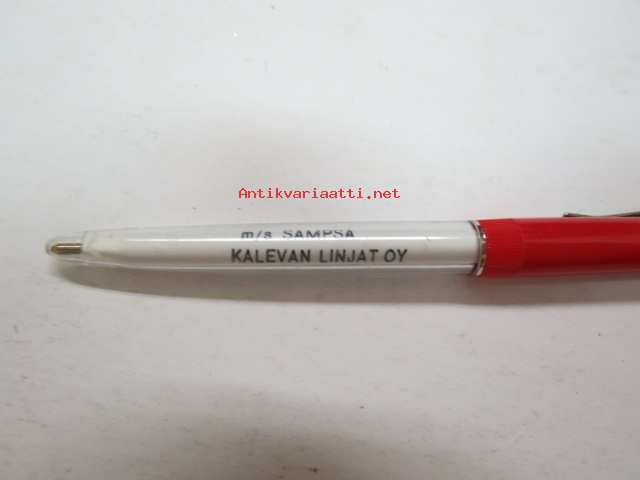 Antikvariaatti.net
m/s SAMPSA
KALEVAN LINJAT OY